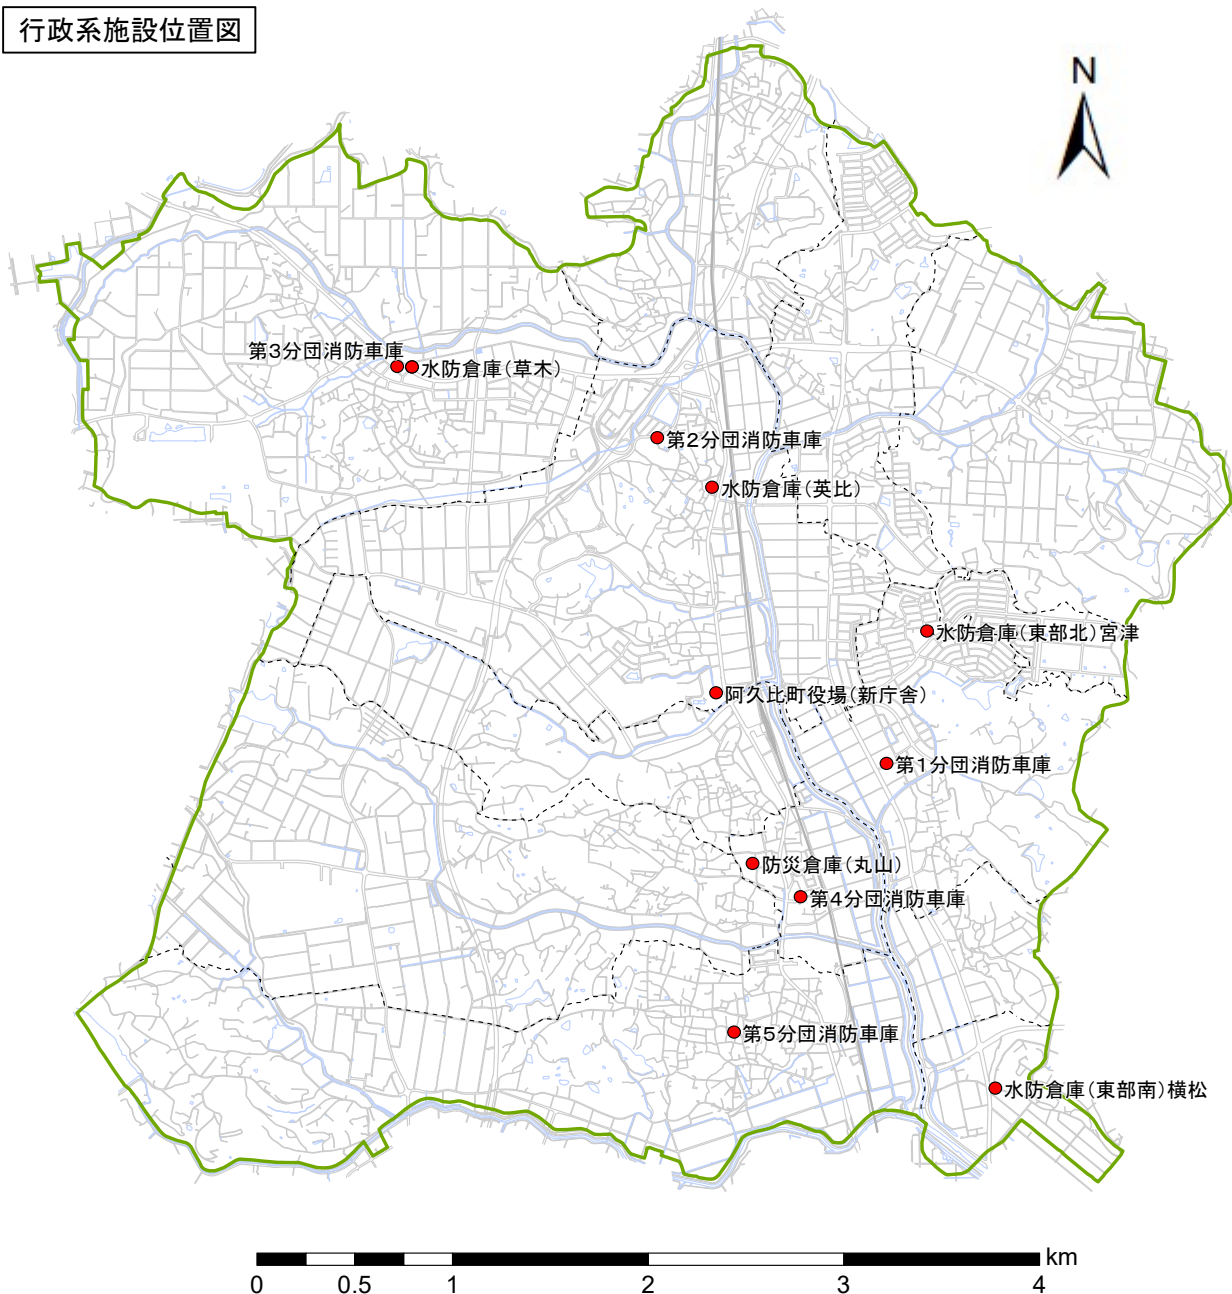 行政系施設位置図
N
第3分団消防車庫
水防倉庫(草木)
第2分団消防車庫
水防倉庫(英比)
水防倉庫(東部北)宮津
阿久比町役場(新庁舎)
第1分団消防車庫
防災倉庫(丸山)
第4分団消防車庫
第5分団消防車庫
水防倉庫(東部南)横松
km
0 0.5 1 2 3 4